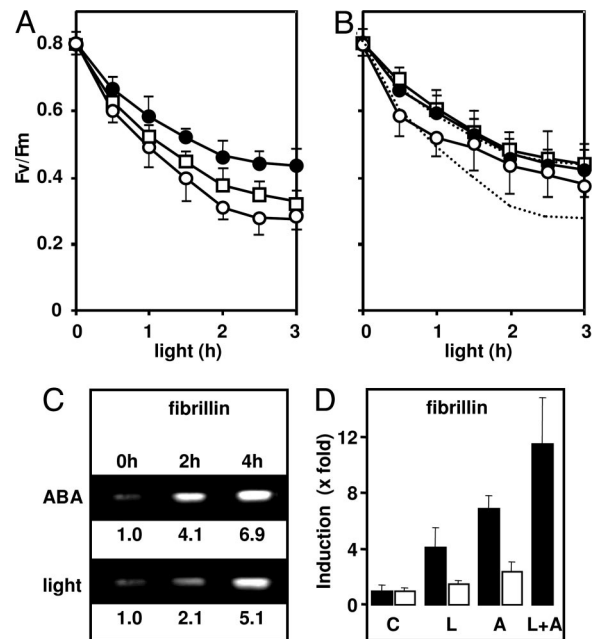 A
B
0.8
0.6
0.4
0.2
0
Fv/Fm
0 1 2 3
light (h)
0 1 2 3
light (h)
C
fibrillin
0h 2h 4h
ABA
1.0 4.1 6.9
light
1.0 2.1 5.1
D
fibrillin
Induction (x fold)
12
8
4
0
C L A L+A